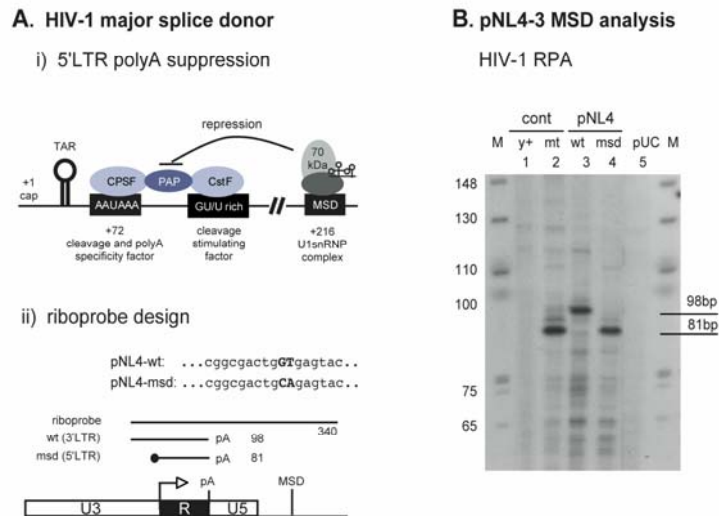 A. HIV-1 major splice donor
i) 5'LTR polyA suppression
repression
TAR
70
kDa
+1
cap
CPSF
PAP
CstF
AAUAAA
GU/U rich
MSD
+72
cleavage and polyA
specificity factor
cleavage
stimulating
factor
+216
U1snRNP
complex
ii) riboprobe design
pNL4-wt: ...cggcgactgGTgagtac..
pNL4-msd: ...cggcgactgCAgagtac..
riboprobe
340
wt (3'LTR) pA 98
msd (5'LTR) pA 81
pA MSD
U3 R U5
B. pNL4-3 MSD analysis
HIV-1 RPA
cont pNL4
M y+ mt wt msd pUC M
1 2 3 4 5
148
130
110
100
98bp
81bp
75
65